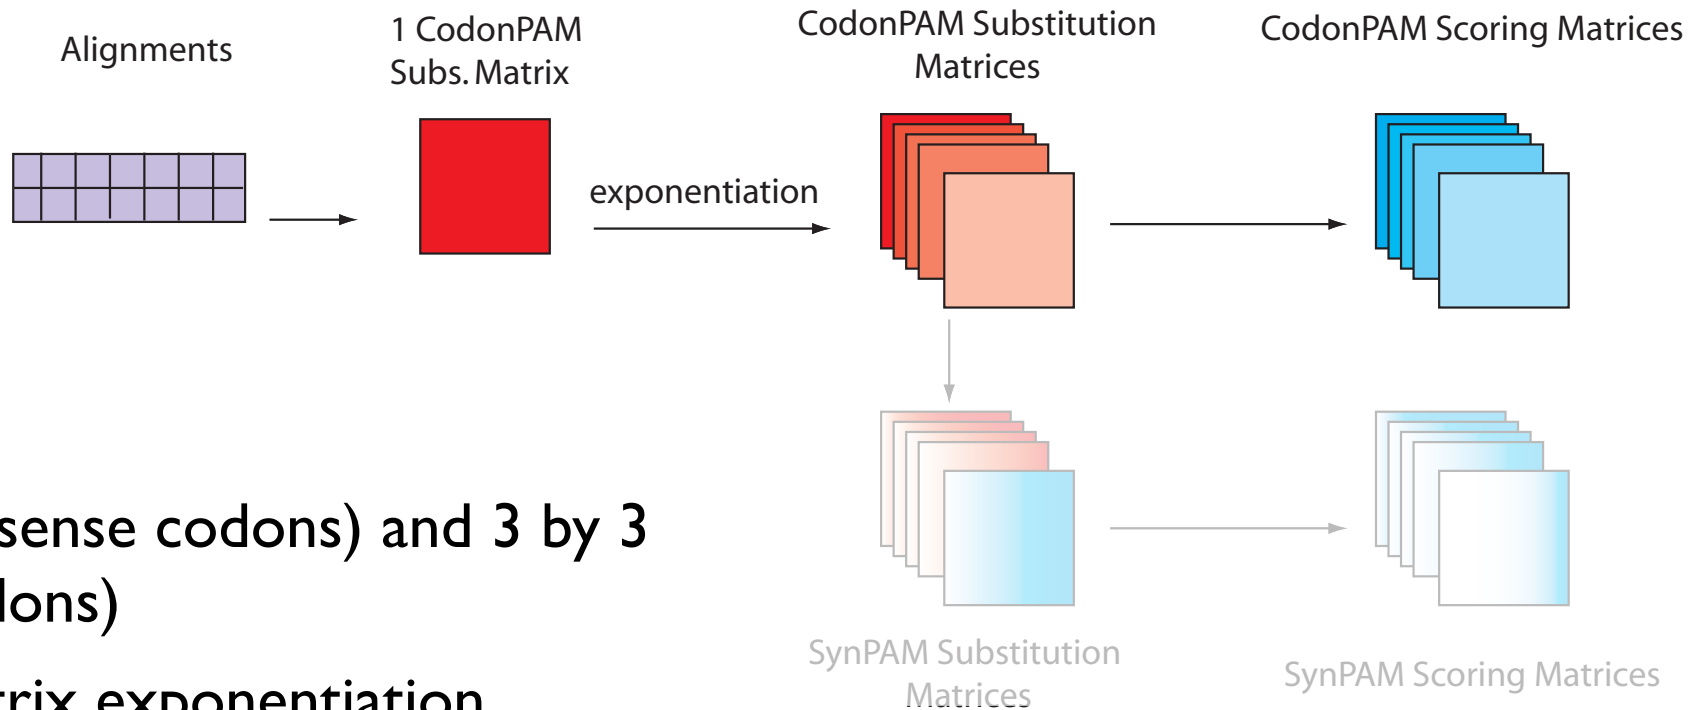 Alignments
1 CodonPAM
Subs. Matrix
CodonPAM Substitution
Matrices
CodonPAM Scoring Matrices
exponentiation
sense codons) and 3 by 3
SynPAM Substitution
Matrices
SynPAM Scoring Matrices
exponentiation